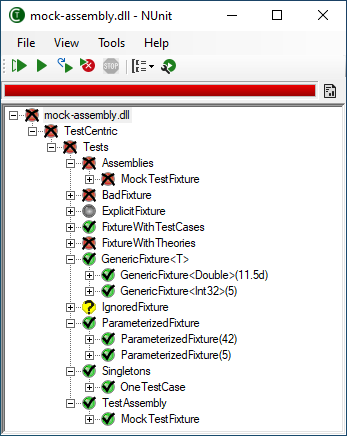 mock-assembly.dll - NUnit
File View Tools Help
STOP
mock-assembly.dll
TestCentric
Tests
Assemblies
MockTestFixture
BadFixture
ExplicitFixture
FixtureWithTestCases
FixtureWithTheories
GenericFixture<T>
GenericFixture<Double>(11.5d)
GenericFixture<Int32>(5)
IgnoredFixture
ParameterizedFixture
ParameterizedFixture(42)
ParameterizedFixture(5)
Singletons
OneTestCase
TestAssembly
MockTestFixture